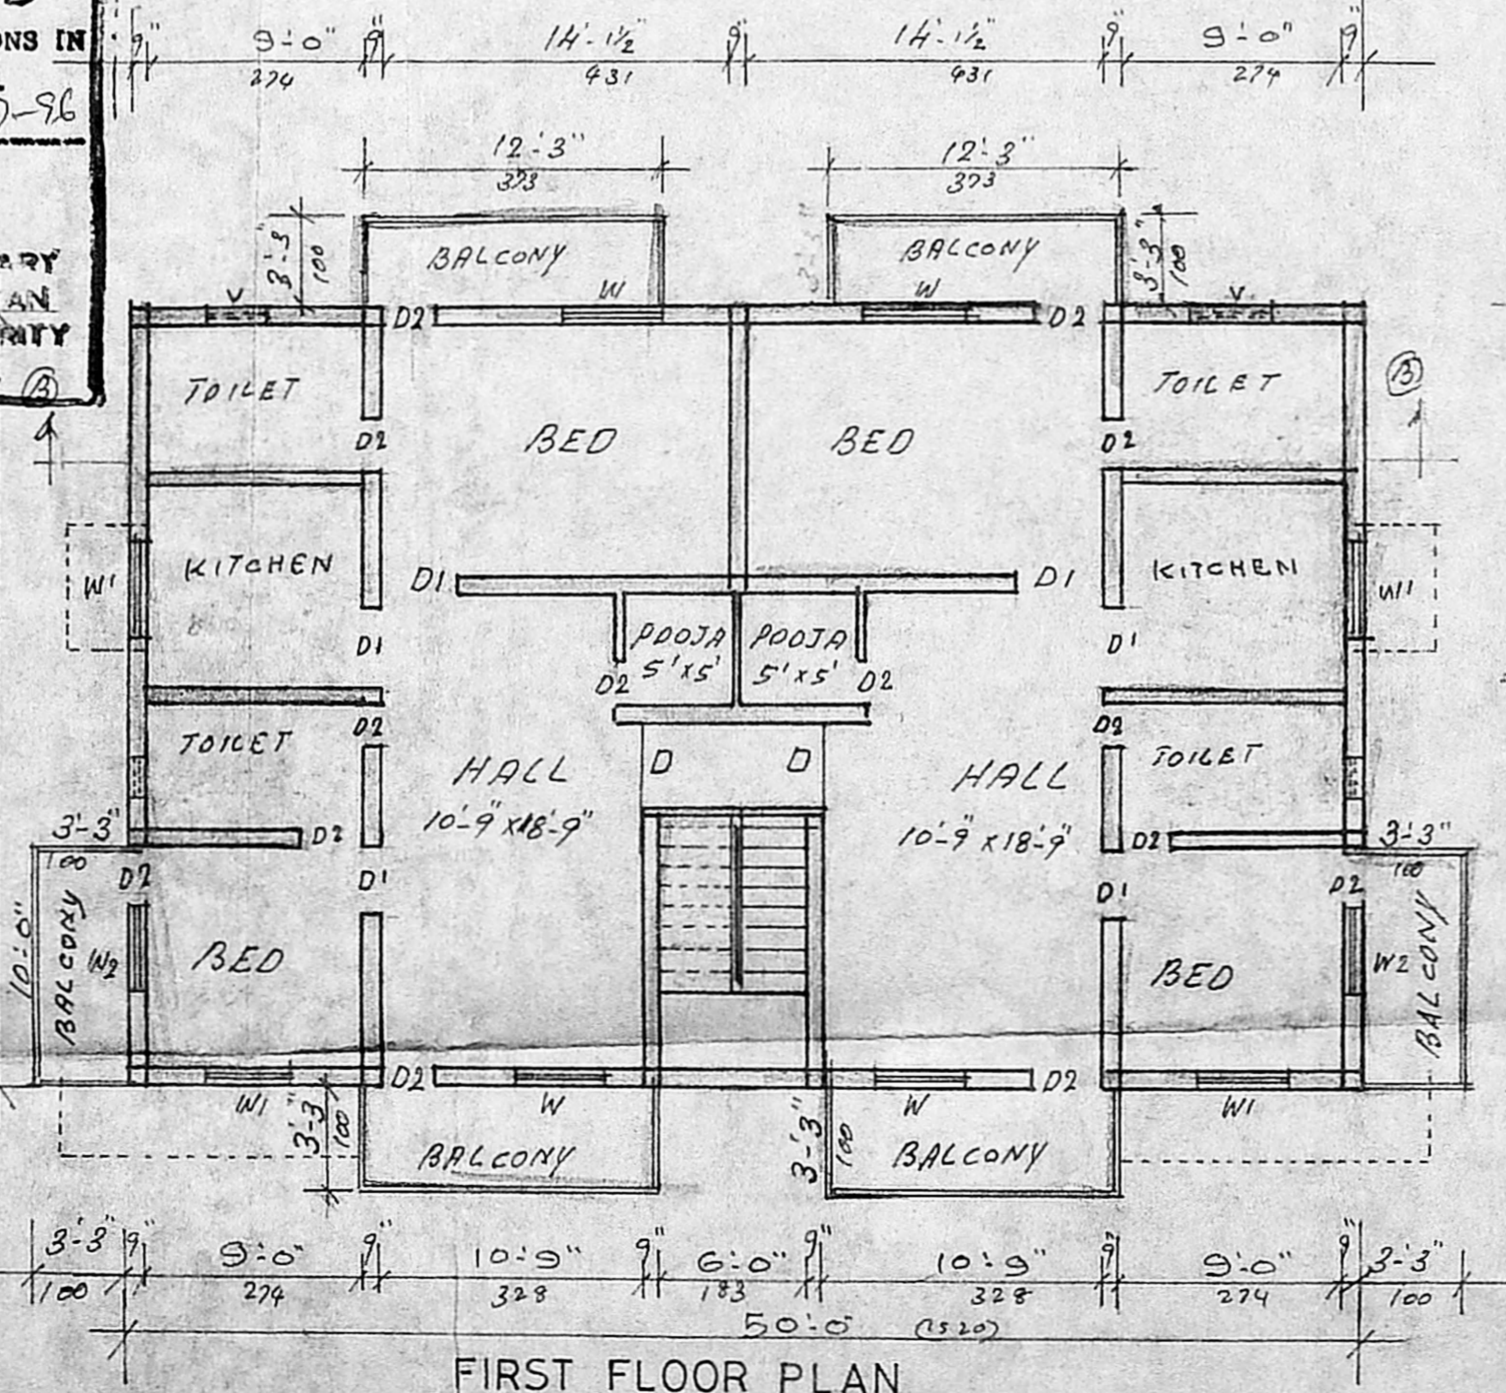 ONS IN
9" 9'-0" 9" 14'-1½" 9" 14'-1½" 9" 9'-0" 9"
274 431 431 274
-96
12'-3" 12'-3"
373 373
3'-3" 100 BALCONY BALCONY 3'-3" 100
ARY
AN
RITY
V W W V
D2 D2
B TOILET BED BED TOILET B
D2 D2
W1 KITCHEN D1 D1 KITCHEN W1
D1 POOJA POOJA D1
5'x5' 5'x5'
D2 D2
D2 D2
TOILET HALL D D HALL TOILET
3'-3" 10'-9"x18'-9" 10'-9"x18'-9" 3'-3"
100 D2 D2 100
D2 D1 D1 D2
10'-0" BALCONY W2 BED BED W2 BALCONY
D2 D2
W1 3'-3" 100 W W W1
BALCONY 3'-3" 100 BALCONY
3'-3" 9" 9'-0" 9" 10'-9" 9" 6'-0" 9" 10'-9" 9" 9'-0" 9" 3'-3"
100 274 328 183 328 274 100
50'-0" (1520)
FIRST FLOOR PLAN